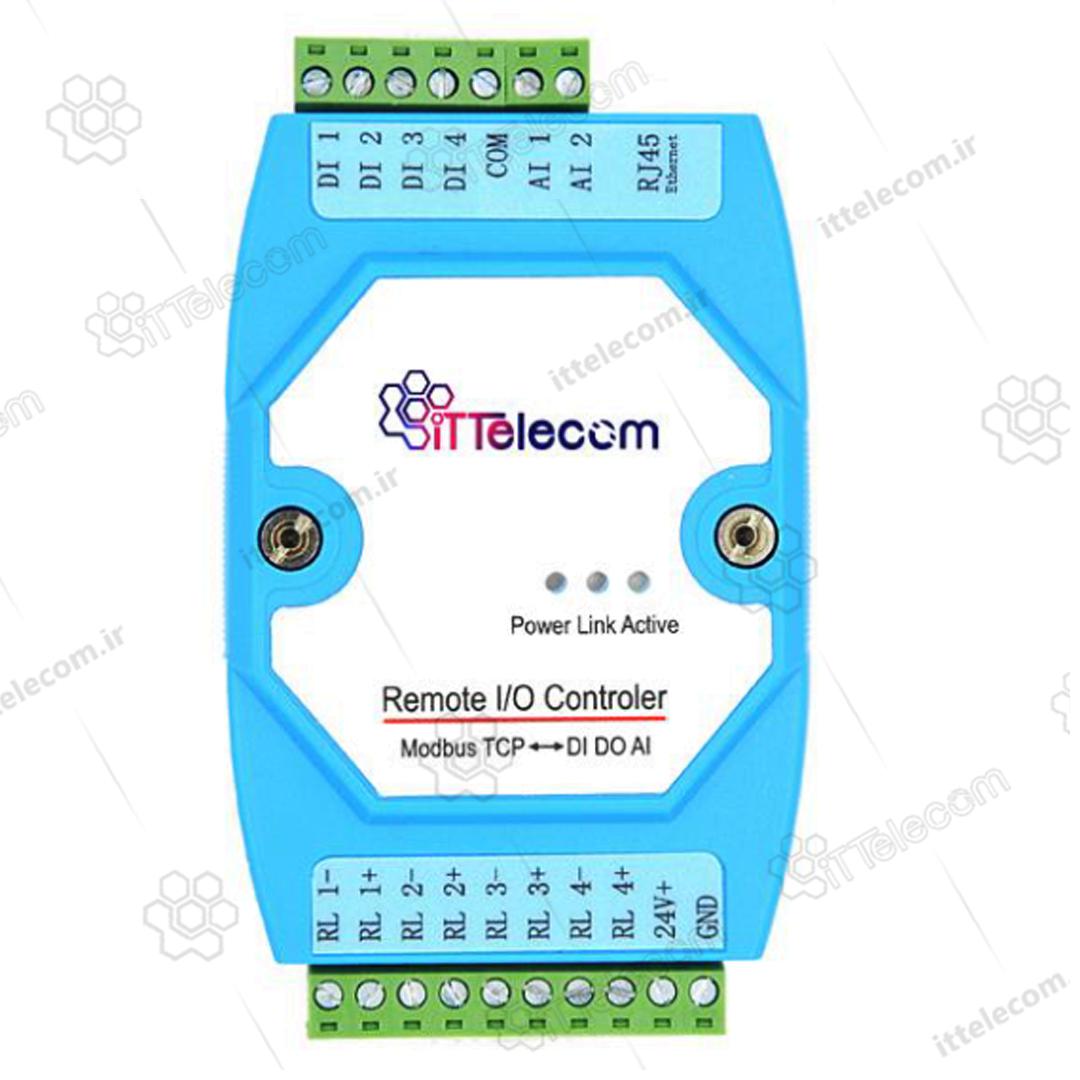 DI 1
DI 2
DI 3
DI 4
COM
AI 1
AI 2
RJ45
Ethernet
iTTelecom
ittelecom.ir
iTTelecom
ittelecom.ir
iTTelecom
com.ir
Power Link Active
elecom.ir
Remote I/O Controler
Modbus TCP ↔ DI DO AI
iTTelecom
RL 1-
RL 1+
RL 2-
RL 2+
RL 3-
RL 3+
RL 4-
RL 4+
24V+
GND
ittelecom.